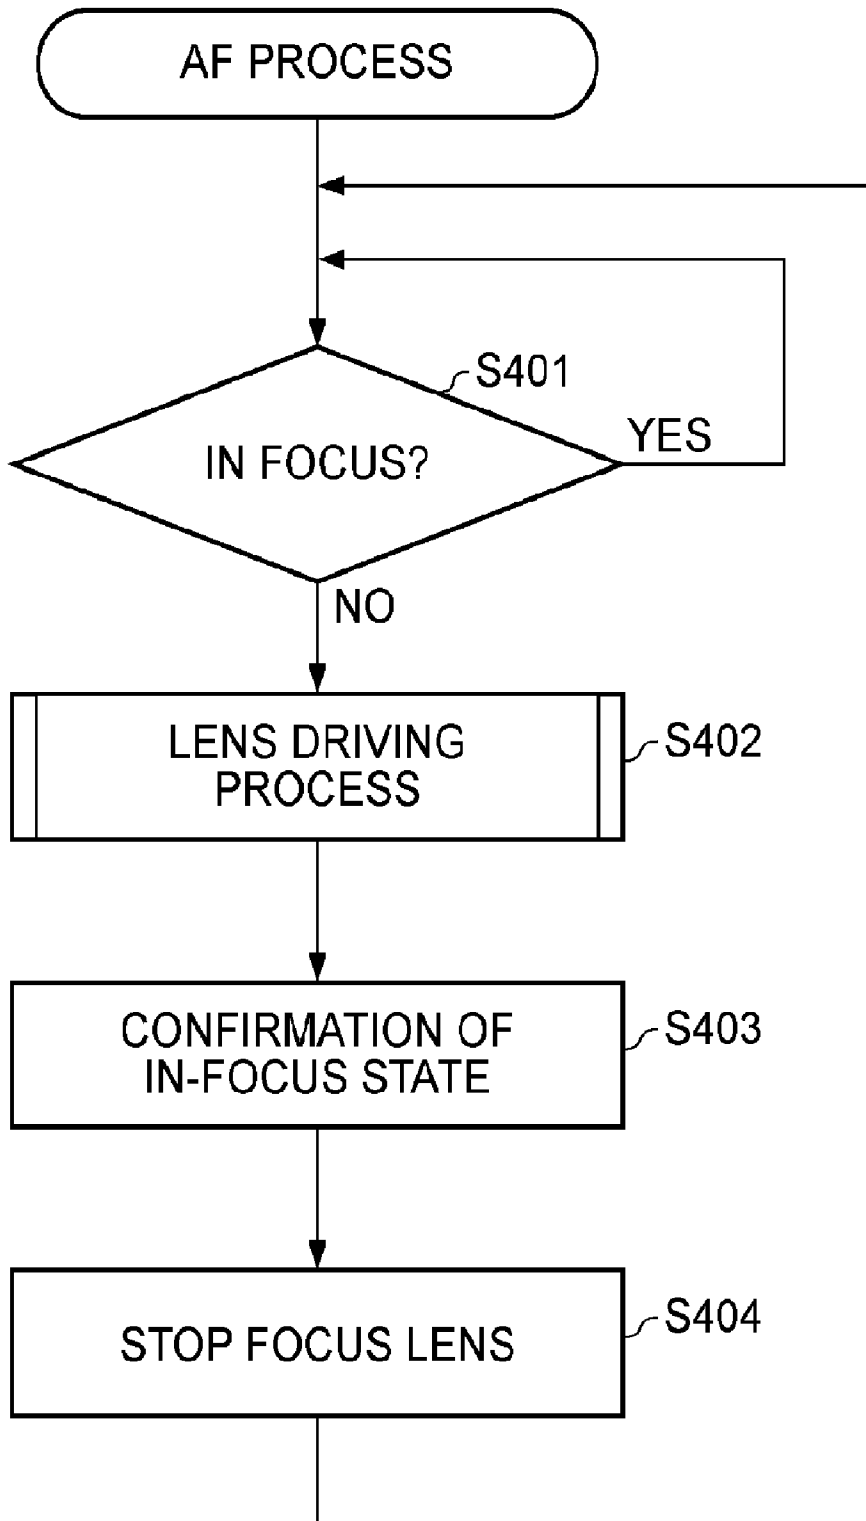 AF PROCESS
S401
IN FOCUS?
YES
NO
LENS DRIVING
PROCESS
S402
CONFIRMATION OF
IN-FOCUS STATE
S403
STOP FOCUS LENS
S404